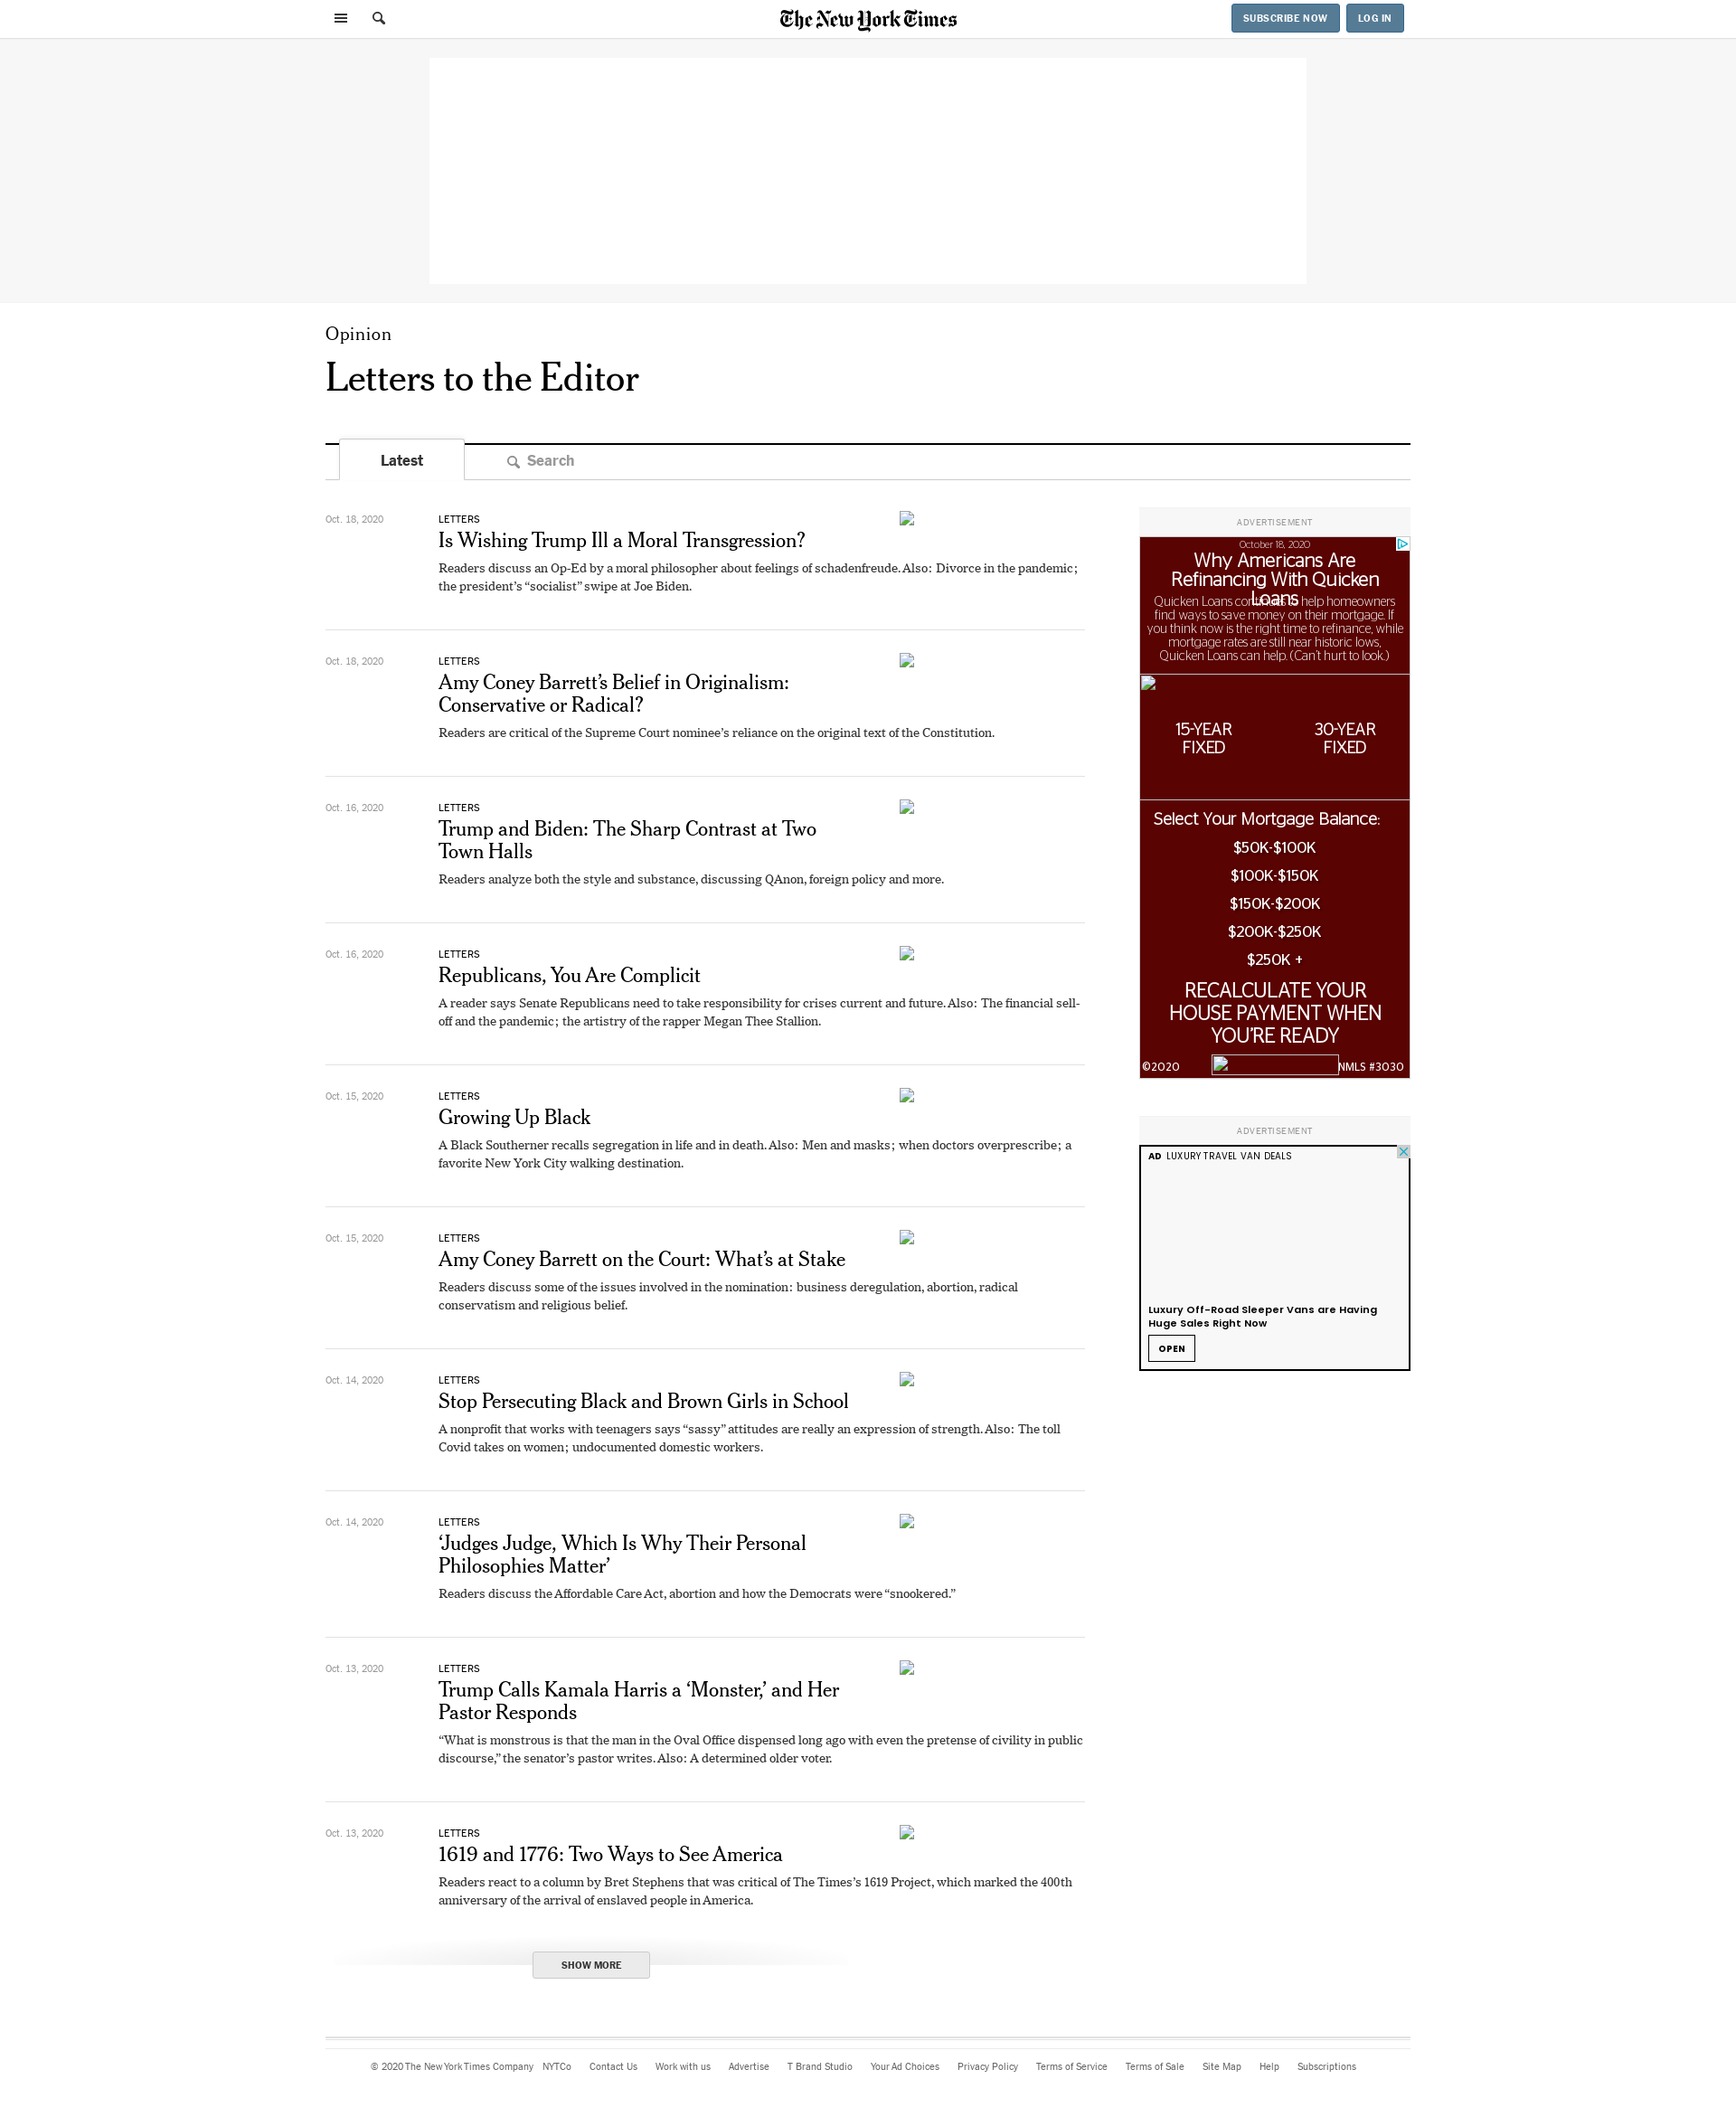 The New York Times
SUBSCRIBE NOW
LOG IN
Opinion
Letters to the Editor
Latest
Search
Oct. 18, 2020
LETTERS
Is Wishing Trump Ill a Moral Transgression?
Readers discuss an Op-Ed by a moral philosopher about feelings of schadenfreude. Also: Divorce in the pandemic;
the president’s “socialist” swipe at Joe Biden.
Oct. 18, 2020
LETTERS
Amy Coney Barrett’s Belief in Originalism:
Conservative or Radical?
Readers are critical of the Supreme Court nominee’s reliance on the original text of the Constitution.
Oct. 16, 2020
LETTERS
Trump and Biden: The Sharp Contrast at Two
Town Halls
Readers analyze both the style and substance, discussing QAnon, foreign policy and more.
Oct. 16, 2020
LETTERS
Republicans, You Are Complicit
A reader says Senate Republicans need to take responsibility for crises current and future. Also: The financial sell-
off and the pandemic; the artistry of the rapper Megan Thee Stallion.
Oct. 15, 2020
LETTERS
Growing Up Black
A Black Southerner recalls segregation in life and in death. Also: Men and masks; when doctors overprescribe; a
favorite New York City walking destination.
Oct. 15, 2020
LETTERS
Amy Coney Barrett on the Court: What’s at Stake
Readers discuss some of the issues involved in the nomination: business deregulation, abortion, radical
conservatism and religious belief.
Oct. 14, 2020
LETTERS
Stop Persecuting Black and Brown Girls in School
A nonprofit that works with teenagers says “sassy” attitudes are really an expression of strength. Also: The toll
Covid takes on women; undocumented domestic workers.
Oct. 14, 2020
LETTERS
‘Judges Judge, Which Is Why Their Personal
Philosophies Matter’
Readers discuss the Affordable Care Act, abortion and how the Democrats were “snookered.”
Oct. 13, 2020
LETTERS
Trump Calls Kamala Harris a ‘Monster,’ and Her
Pastor Responds
“What is monstrous is that the man in the Oval Office dispensed long ago with even the pretense of civility in public
discourse,” the senator’s pastor writes. Also: A determined older voter.
Oct. 13, 2020
LETTERS
1619 and 1776: Two Ways to See America
Readers react to a column by Bret Stephens that was critical of The Times’s 1619 Project, which marked the 400th
anniversary of the arrival of enslaved people in America.
SHOW MORE
ADVERTISEMENT
October 18, 2020
Why Americans Are
Refinancing With Quicken
Loans
Quicken Loans continues to help homeowners
find ways to save money on their mortgage. If
you think now is the right time to refinance, while
mortgage rates are still near historic lows,
Quicken Loans can help. (Can’t hurt to look.)
15-YEAR
FIXED
30-YEAR
FIXED
Select Your Mortgage Balance:
$50K-$100K
$100K-$150K
$150K-$200K
$200K-$250K
$250K +
RECALCULATE YOUR
HOUSE PAYMENT WHEN
YOU’RE READY
©2020
NMLS #3030
ADVERTISEMENT
AD LUXURY TRAVEL VAN DEALS
Luxury Off-Road Sleeper Vans are Having
Huge Sales Right Now
OPEN
© 2020 The New York Times Company NYTCo Contact Us Work with us Advertise T Brand Studio Your Ad Choices Privacy Policy Terms of Service Terms of Sale Site Map Help Subscriptions